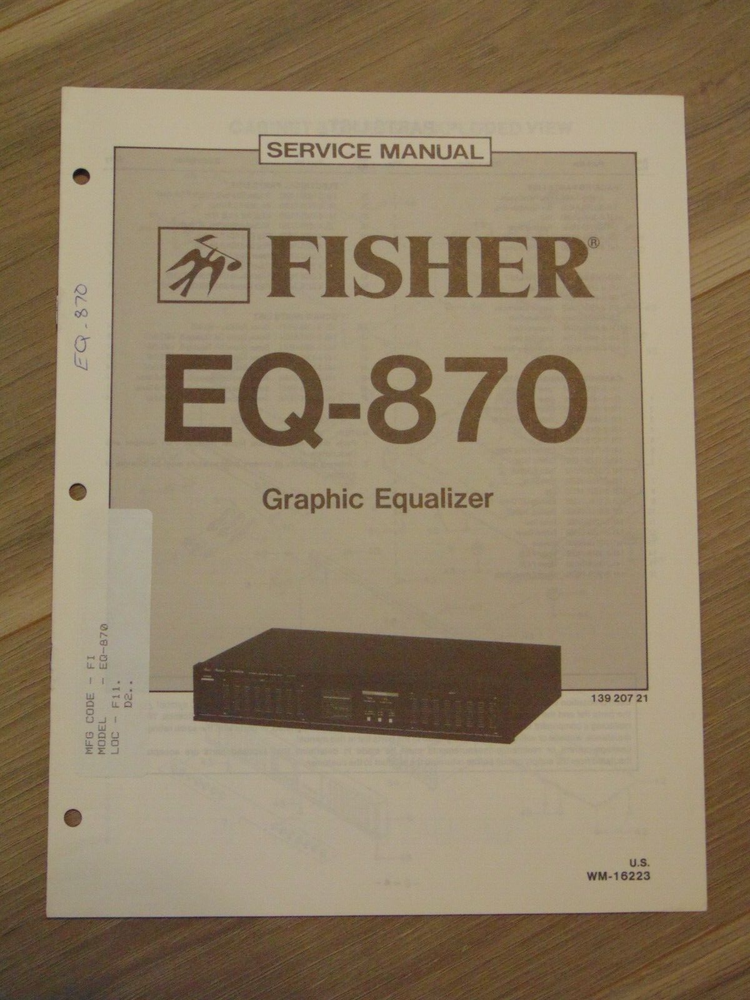 SERVICE MANUAL
FISHER®
EQ-870
Graphic Equalizer
139 207 21
U.S.
WM-16223
EQ-870
MFG CODE - FI
MODEL - EQ-870
LOC - F11.
D2..